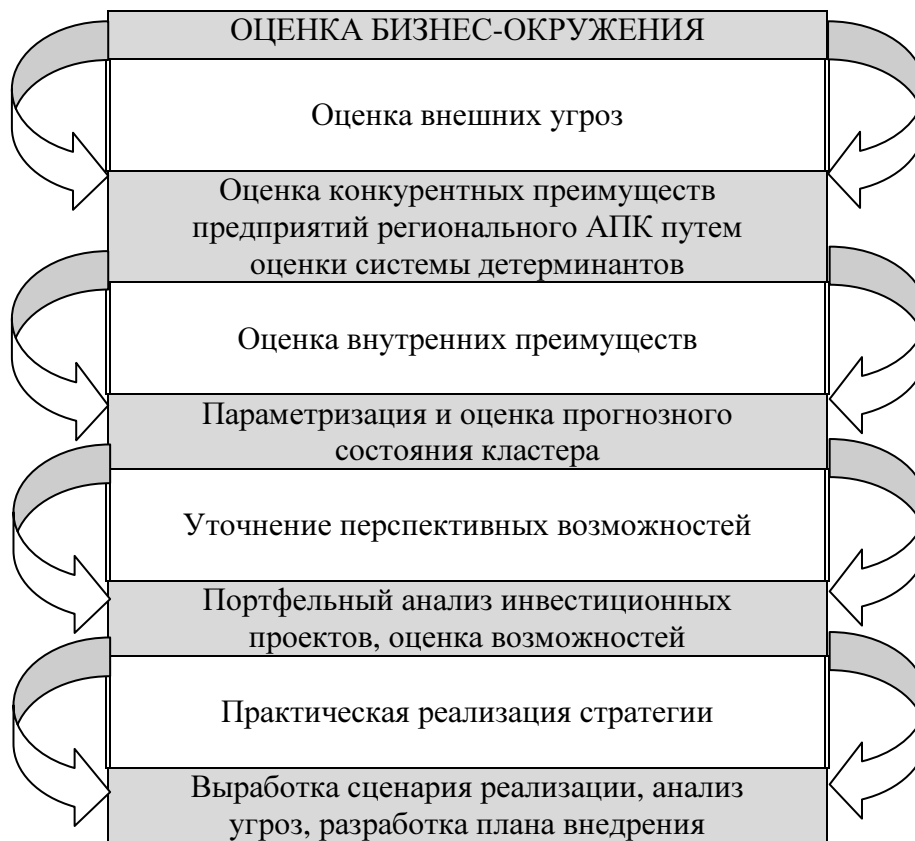 ОЦЕНКА БИЗНЕС-ОКРУЖЕНИЯ
Оценка внешних угроз
Оценка конкурентных преимуществ
предприятий регионального АПК путем
оценки системы детерминантов
Оценка внутренних преимуществ
Параметризация и оценка прогнозного
состояния кластера
Уточнение перспективных возможностей
Портфельный анализ инвестиционных
проектов, оценка возможностей
Практическая реализация стратегии
Выработка сценария реализации, анализ
угроз, разработка плана внедрения